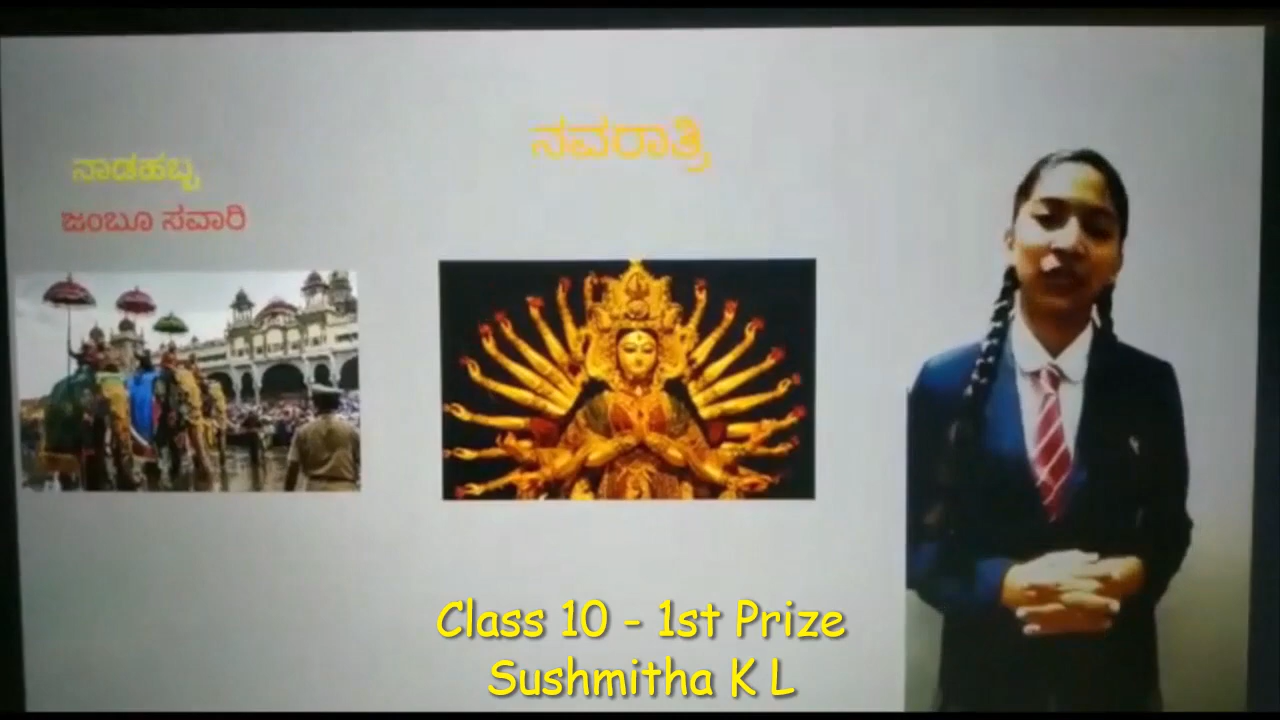 ನವರಾತ್ರಿ
ನಾಡಹಬ್ಬ
ಜಂಬೂ ಸವಾರಿ
Class 10 - 1st Prize
Sushmitha K L